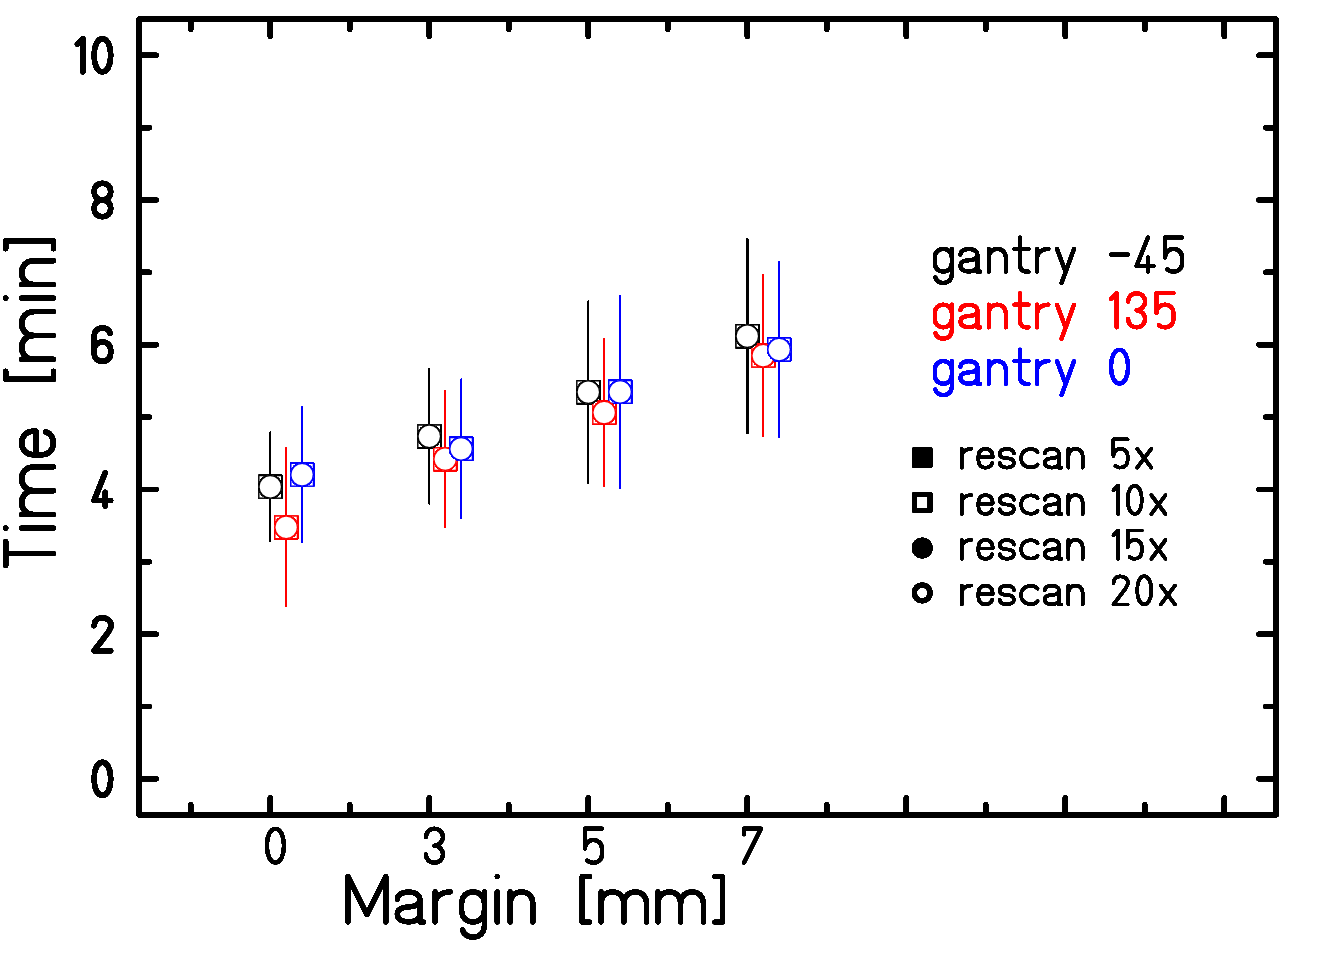 10
8
6
4
2
0
Time [min]
0 3 5 7
Margin [mm]
gantry -45
gantry 135
gantry 0
rescan 5x
rescan 10x
rescan 15x
rescan 20x